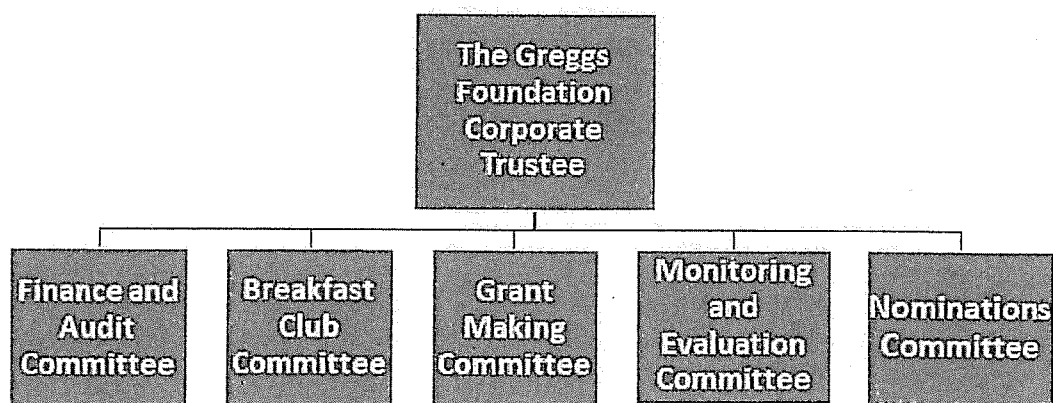 The Greggs
Foundation
Corporate
Trustee
Finance and
Audit
Committee
Breakfast
Club
Committee
Grant
Making
Committee
Monitoring
and
Evaluation
Committee
Nominations
Committee